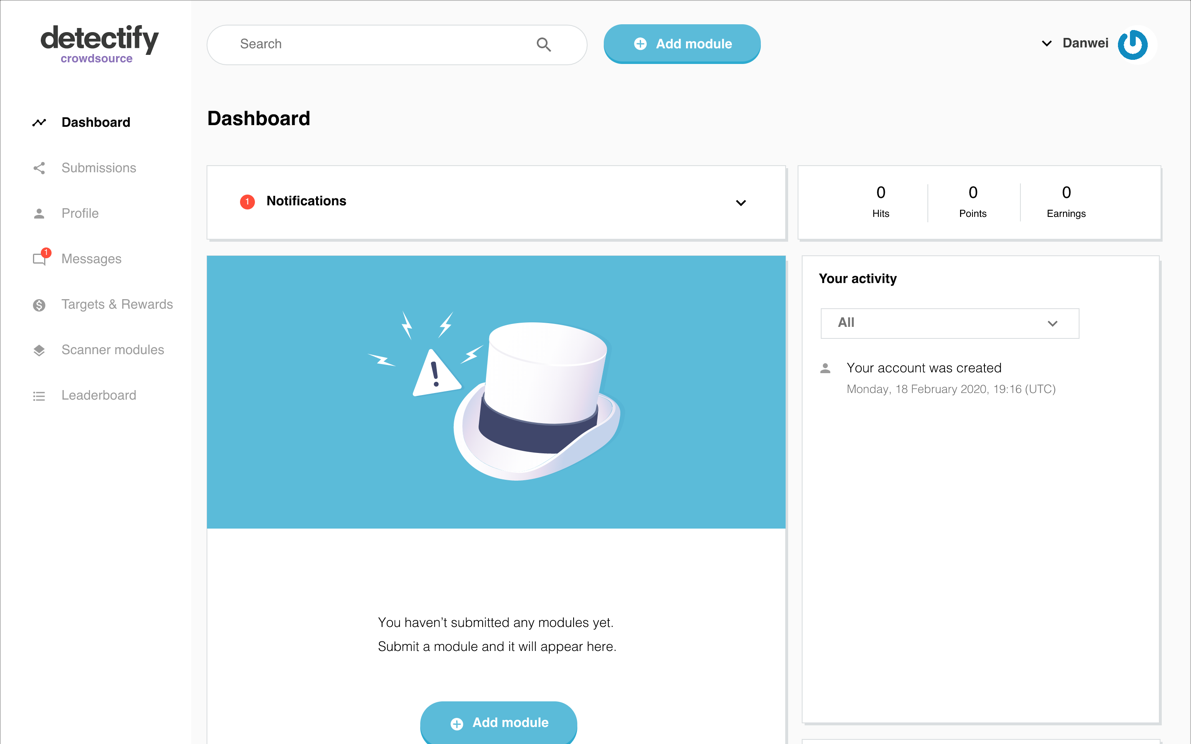 detectify
crowdsource
Search
Add module
Danwei
Dashboard
Submissions
Profile
1
Messages
Targets & Rewards
Scanner modules
Leaderboard
Dashboard
1
Notifications
0
Hits
0
Points
0
Earnings
!
You haven’t submitted any modules yet.
Submit a module and it will appear here.
Add module
Your activity
All
Your account was created
Monday, 18 February 2020, 19:16 (UTC)